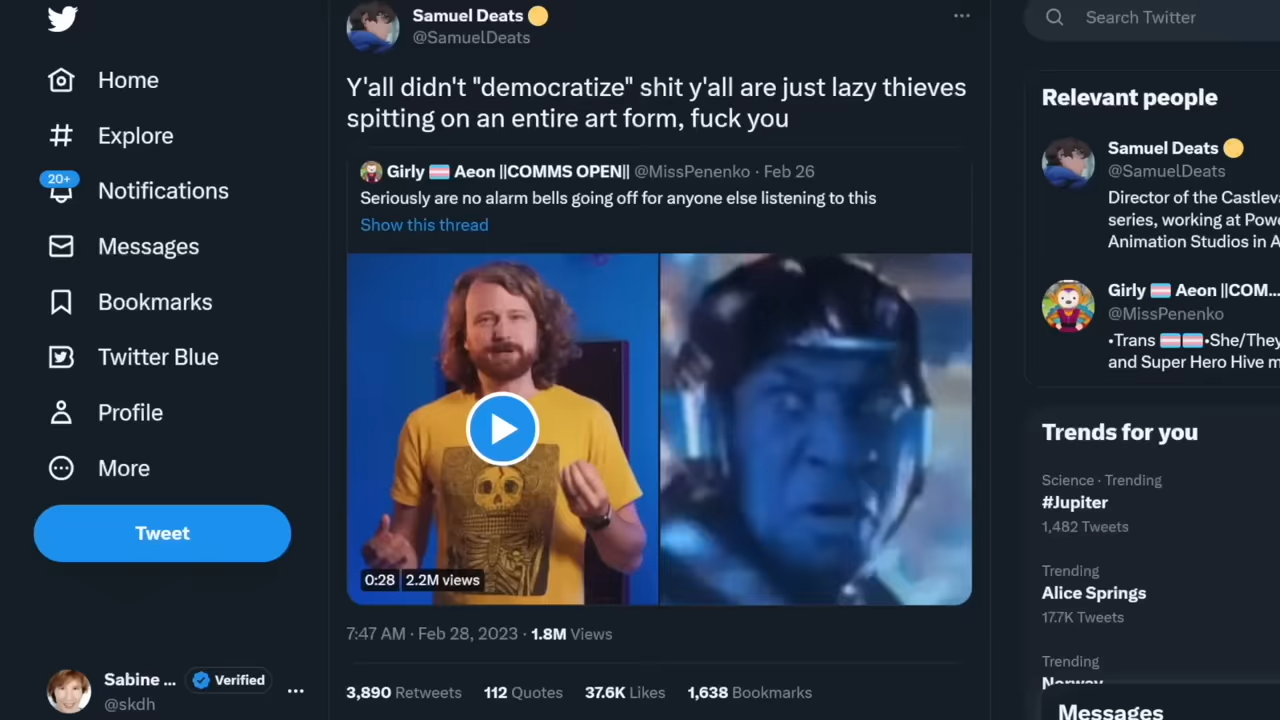 Home
Explore
20+
Notifications
Messages
Bookmarks
Twitter Blue
Profile
More
Tweet
Sabine ...
Verified
@skdh
Samuel Deats
@SamuelDeats
Y'all didn't "democratize" shit y'all are just lazy thieves
spitting on an entire art form, fuck you
Girly Aeon ||COMMS OPEN|| @MissPenenko · Feb 26
Seriously are no alarm bells going off for anyone else listening to this
Show this thread
0:28 2.2M views
7:47 AM · Feb 28, 2023 · 1.8M Views
3,890 Retweets 112 Quotes 37.6K Likes 1,638 Bookmarks
Search Twitter
Relevant people
Samuel Deats
@SamuelDeats
Director of the Castleva
series, working at Powe
Animation Studios in A
Girly Aeon ||COM...
@MissPenenko
•Trans •She/They
and Super Hero Hive m
Trends for you
Science · Trending
#Jupiter
1,482 Tweets
Trending
Alice Springs
17.7K Tweets
Trending
Norway
Messages